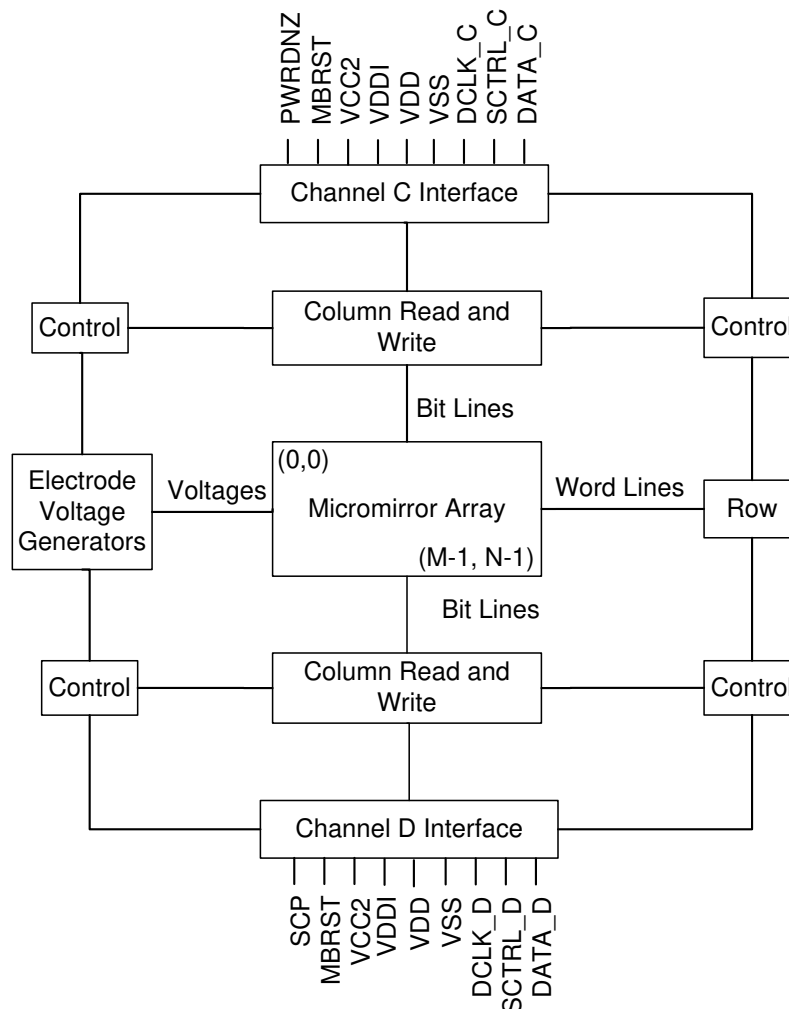 PWRDNZ
MBRST
VCC2
VDDI
VDD
VSS
DCLK_C
SCTRL_C
DATA_C
Channel C Interface
Control
Column Read and
Write
Control
Bit Lines
Electrode
Voltage
Generators
Voltages
(0,0)
Micromirror Array
(M-1, N-1)
Word Lines
Row
Bit Lines
Control
Column Read and
Write
Control
Channel D Interface
SCP
MBRST
VCC2
VDDI
VDD
VSS
DCLK_D
SCTRL_D
DATA_D